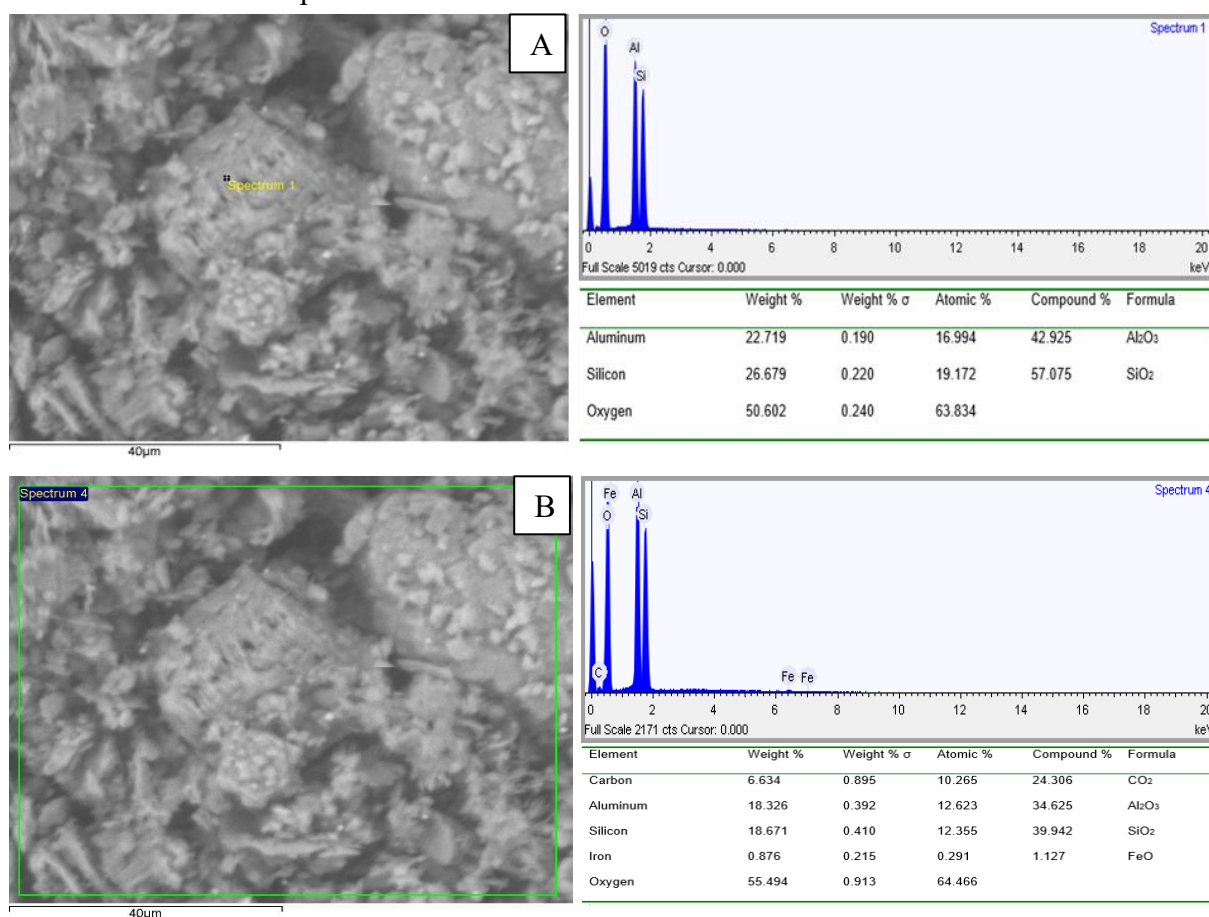 A
Spectrum 1
40µm
Spectrum 1
O
Al
Si
0 2 4 6 8 10 12 14 16 18 20
Full Scale 5019 cts Cursor: 0.000 keV
Element Weight % Weight % σ Atomic % Compound % Formula
Aluminum 22.719 0.190 16.994 42.925 Al₂O₃
Silicon 26.679 0.220 19.172 57.075 SiO₂
Oxygen 50.602 0.240 63.834
B
Spectrum 4
40µm
Spectrum 4
Fe Al
O Si
C Fe Fe
0 2 4 6 8 10 12 14 16 18 20
Full Scale 2171 cts Cursor: 0.000 keV
Element Weight % Weight % σ Atomic % Compound % Formula
Carbon 6.634 0.895 10.265 24.306 CO₂
Aluminum 18.326 0.392 12.623 34.625 Al₂O₃
Silicon 18.671 0.410 12.355 39.942 SiO₂
Iron 0.876 0.215 0.291 1.127 FeO
Oxygen 55.494 0.913 64.466